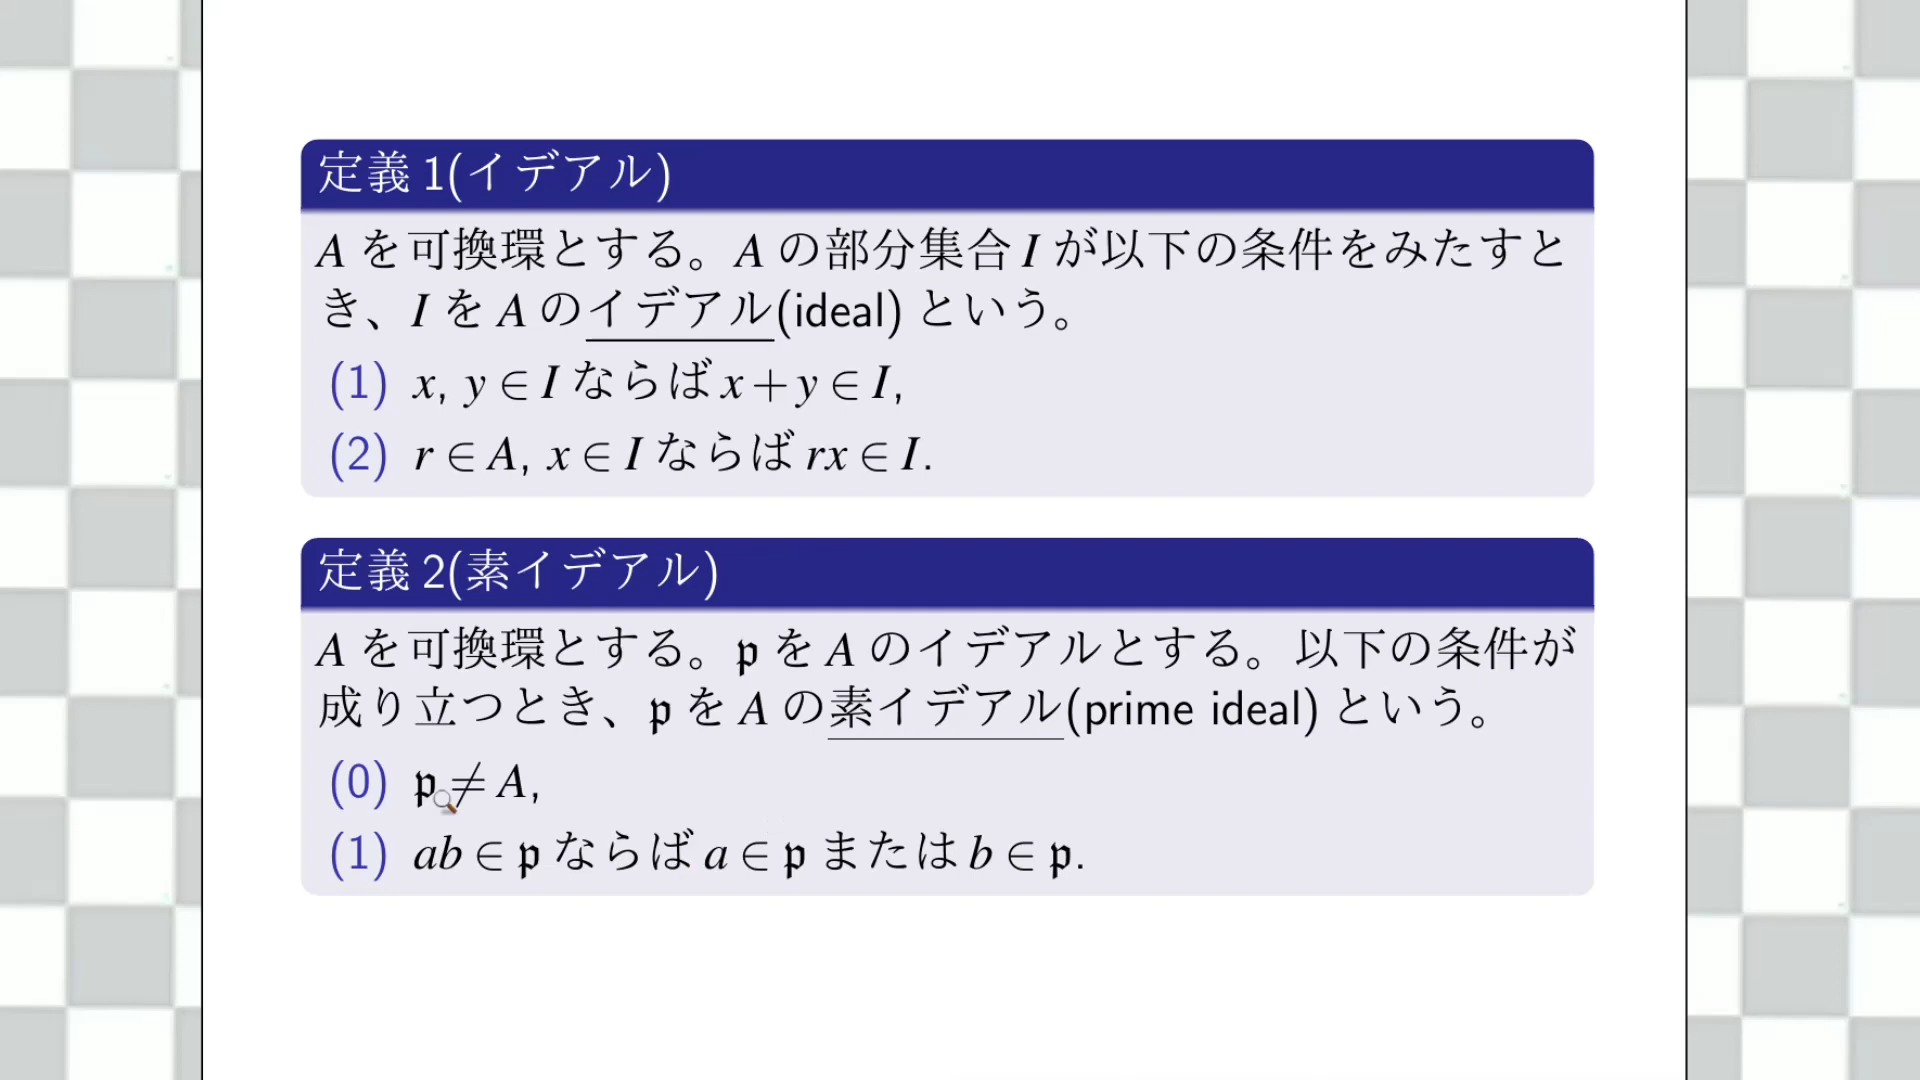 定義 1(イデアル)
A を可換環とする。A の部分集合 I が以下の条件をみたすと
き、I を A のイデアル(ideal) という。
(1) x, y ∈ I ならば x + y ∈ I,
(2) r ∈ A, x ∈ I ならば rx ∈ I.
定義 2(素イデアル)
A を可換環とする。𝔭 を A のイデアルとする。以下の条件が
成り立つとき、𝔭 を A の素イデアル(prime ideal) という。
(0) 𝔭 ≠ A,
(1) ab ∈ 𝔭 ならば a ∈ 𝔭 または b ∈ 𝔭.